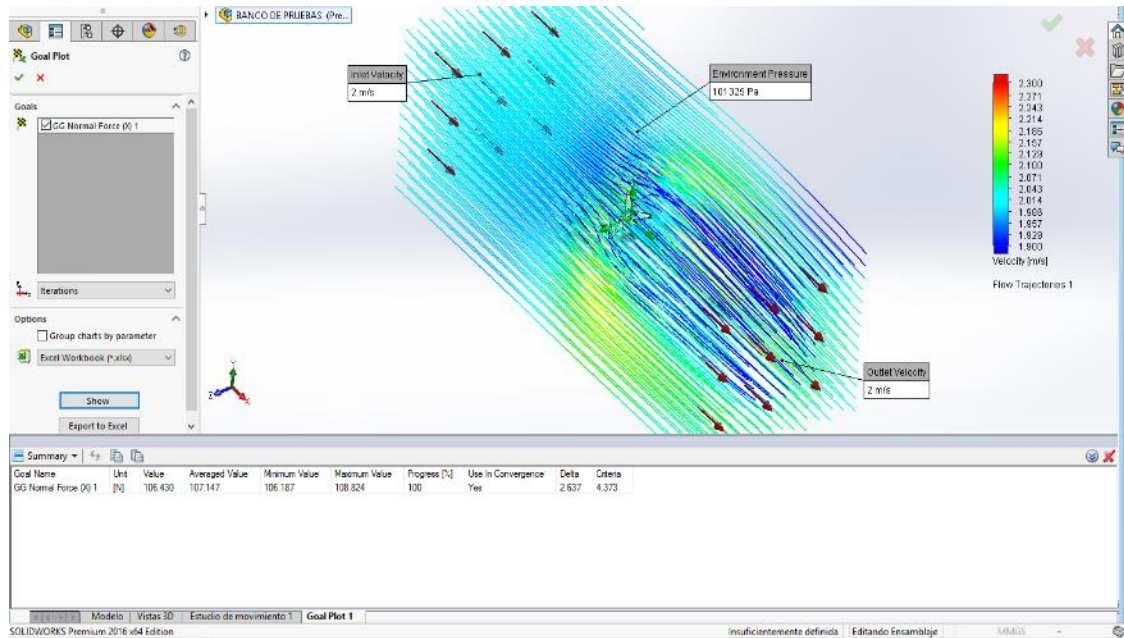 BANCO DE PRUEBAS (Pre...
Goal Plot
Goals
GG Normal Force (X) 1
Iterations
Options
Group charts by parameter
Excel Workbook (*.xlsx)
Show
Export to Excel
Inlet Velocity
2 m/s
Environment Pressure
101325 Pa
Outlet Velocity
2 m/s
2.300
2.271
2.243
2.214
2.186
2.157
2.129
2.100
2.071
2.043
2.014
1.986
1.957
1.929
1.900
Velocity [m/s]
Flow Trajectories 1
Y
Z
X
Summary
Goal Name Unit Value Averaged Value Minimum Value Maximum Value Progress [%] Use In Convergence Delta Criteria
GG Normal Force (X) 1 [N] 106.430 107.147 106.187 108.824 100 Yes 2.637 4.373
Modelo Vistas 3D Estudio de movimiento 1 Goal Plot 1
SOLIDWORKS Premium 2016 x64 Edition Insuficientemente definida Editando Ensamblaje MMGS